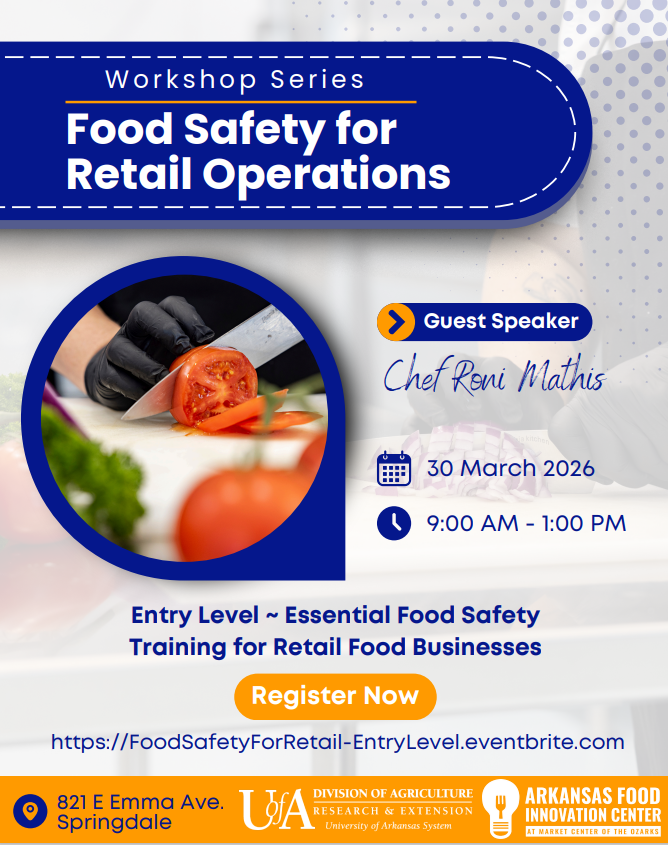 Workshop Series
Food Safety for
Retail Operations
Guest Speaker
Chef Roni Mathis
30 March 2026
9:00 AM - 1:00 PM
Entry Level ~ Essential Food Safety
Training for Retail Food Businesses
Register Now
https://FoodSafetyForRetail-EntryLevel.eventbrite.com
821 E Emma Ave.
Springdale
UofA
DIVISION OF AGRICULTURE
RESEARCH & EXTENSION
University of Arkansas System
ARKANSAS FOOD
INNOVATION CENTER
AT MARKET CENTER OF THE OZARKS